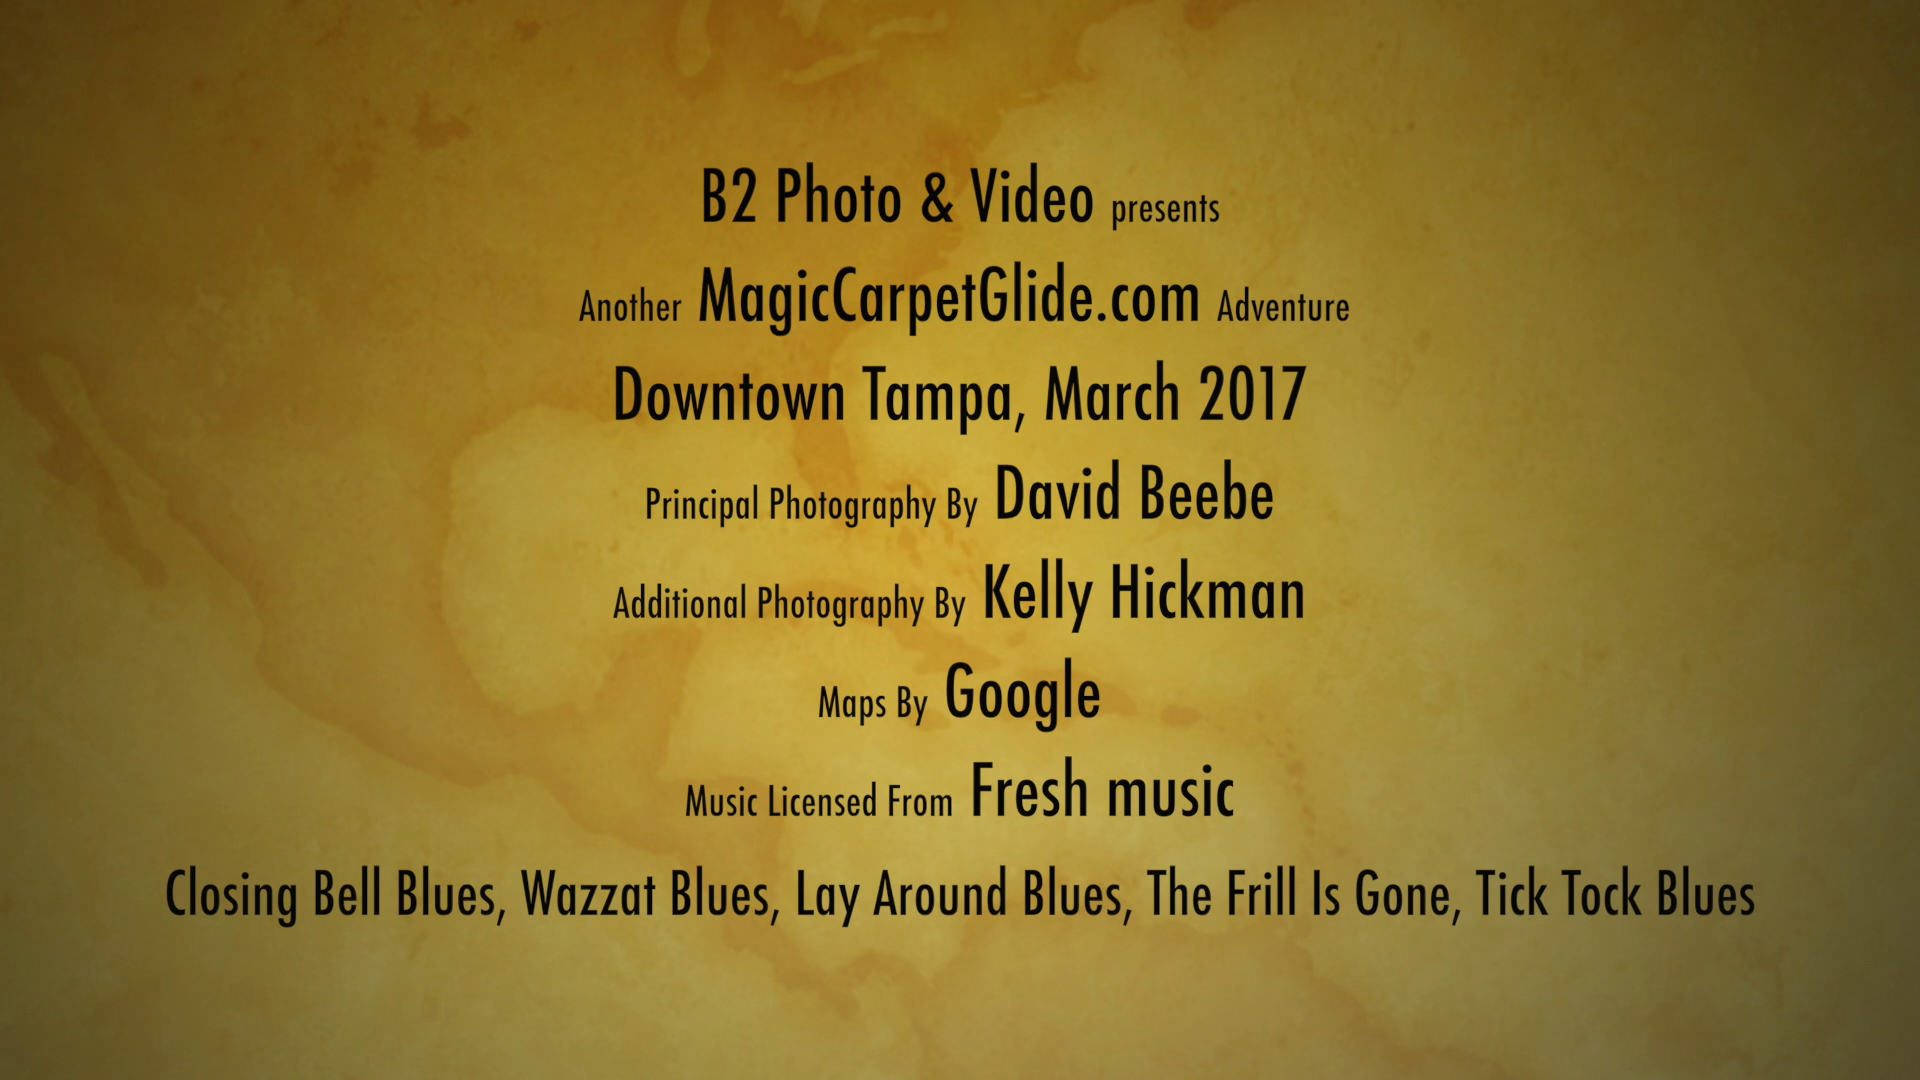 B2 Photo & Video presents
Another MagicCarpetGlide.com Adventure
Downtown Tampa, March 2017
Principal Photography By David Beebe
Additional Photography By Kelly Hickman
Maps By Google
Music Licensed From Fresh music
Closing Bell Blues, Wazzat Blues, Lay Around Blues, The Frill Is Gone, Tick Tock Blues